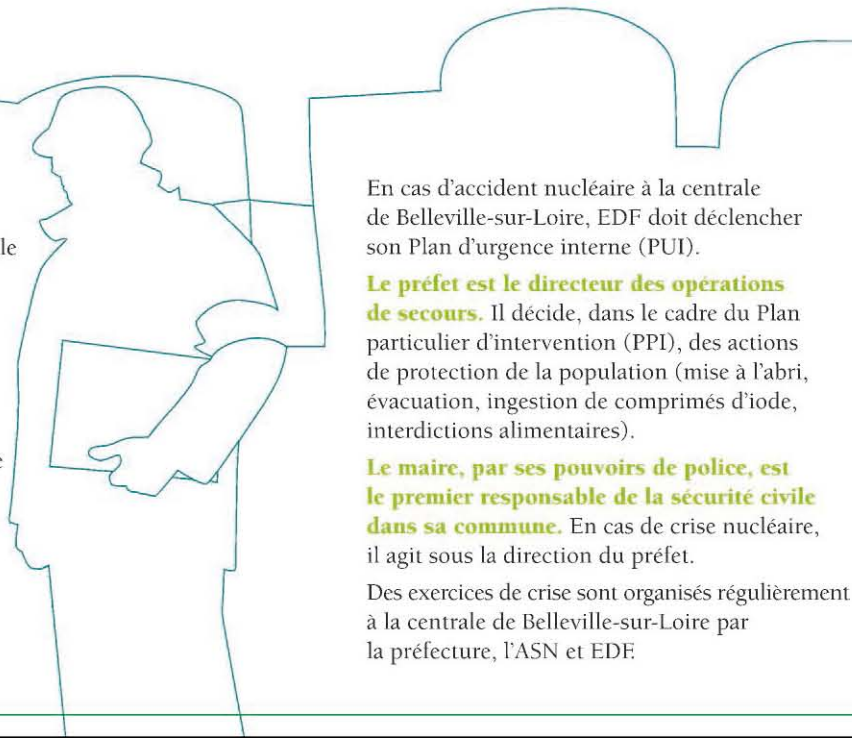 le
e
En cas d'accident nucléaire à la centrale
de Belleville-sur-Loire, EDF doit déclencher
son Plan d'urgence interne (PUI).
Le préfet est le directeur des opérations
de secours. Il décide, dans le cadre du Plan
particulier d'intervention (PPI), des actions
de protection de la population (mise à l'abri,
évacuation, ingestion de comprimés d'iode,
interdictions alimentaires).
Le maire, par ses pouvoirs de police, est
le premier responsable de la sécurité civile
dans sa commune. En cas de crise nucléaire,
il agit sous la direction du préfet.
Des exercices de crise sont organisés régulièrement
à la centrale de Belleville-sur-Loire par
la préfecture, l'ASN et EDF.